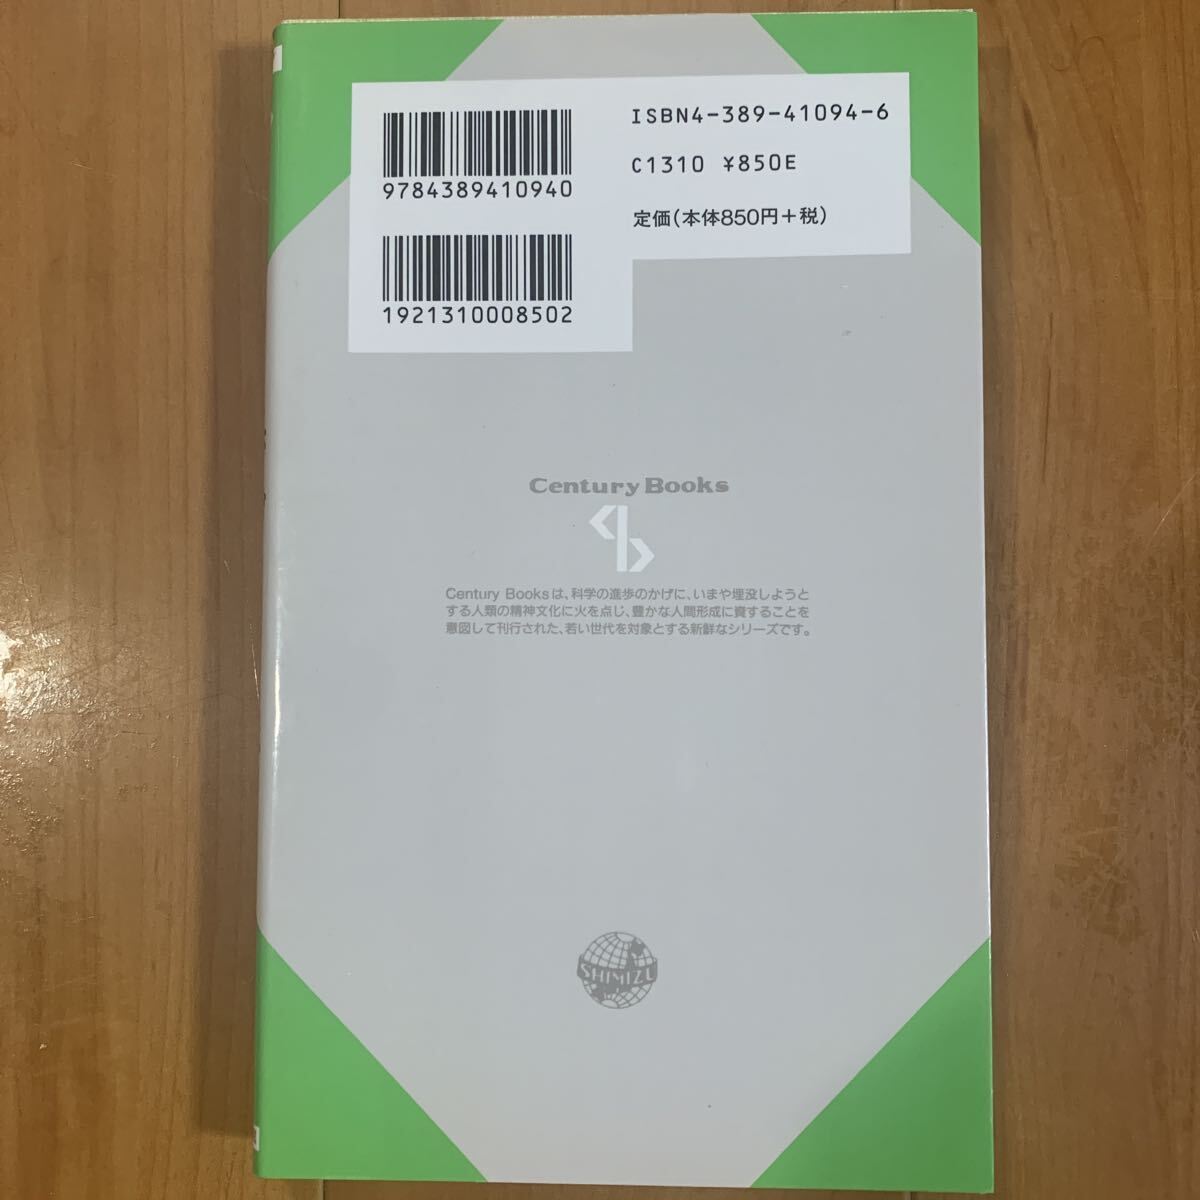 9784389410940
1921310008502
ISBN4-389-41094-6
C1310 ¥850E
定価(本体850円+税)
Century Books
Century Booksは、科学の進歩のかげに、いまや埋没しようと
する人類の精神文化に火を点じ、豊かな人間形成に資することを
意図して刊行された、若い世代を対象とする新鮮なシリーズです。
SHIMIZU